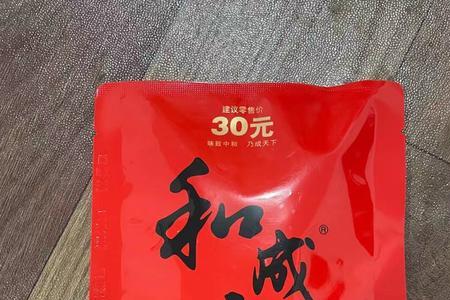 建议零售价
30元
味致中和 乃成天下
和成
®